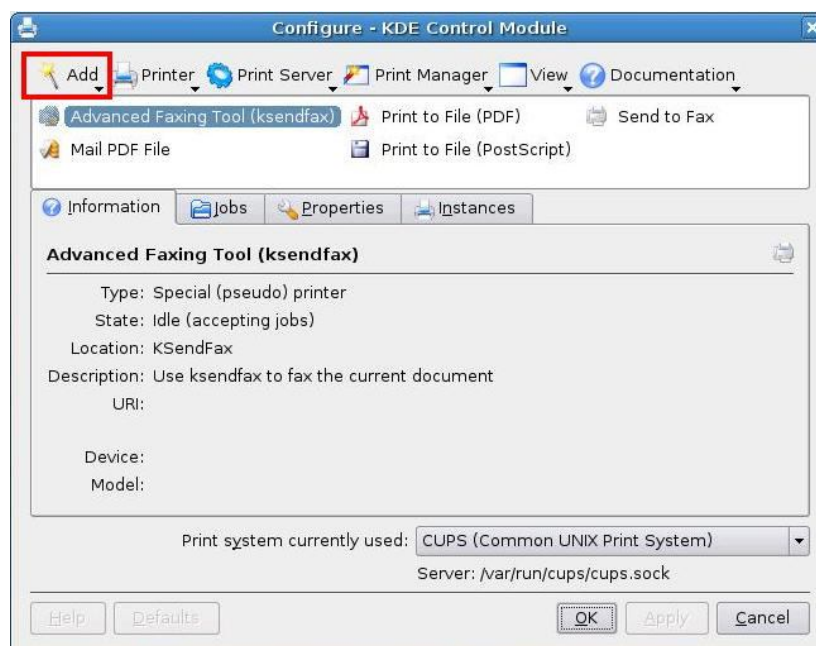 Configure - KDE Control Module
Add Printer Print Server Print Manager View Documentation
Advanced Faxing Tool (ksendfax) Print to File (PDF) Send to Fax
Mail PDF File Print to File (PostScript)
Information Jobs Properties Instances
Advanced Faxing Tool (ksendfax)
Type: Special (pseudo) printer
State: Idle (accepting jobs)
Location: KSendFax
Description: Use ksendfax to fax the current document
URI:
Device:
Model:
Print system currently used: CUPS (Common UNIX Print System)
Server: /var/run/cups/cups.sock
Help Defaults OK Apply Cancel